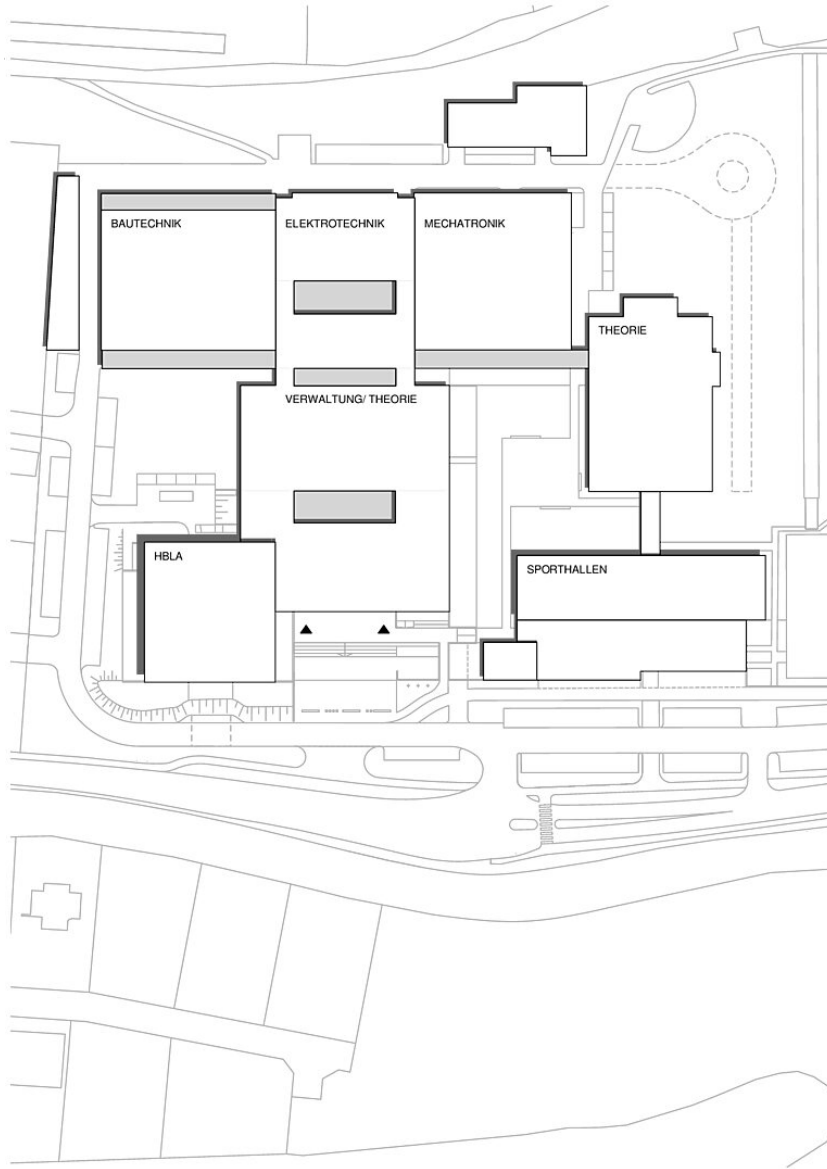 BAUTECHNIK
ELEKTROTECHNIK
MECHATRONIK
THEORIE
VERWALTUNG/ THEORIE
HBLA
SPORTHALLEN